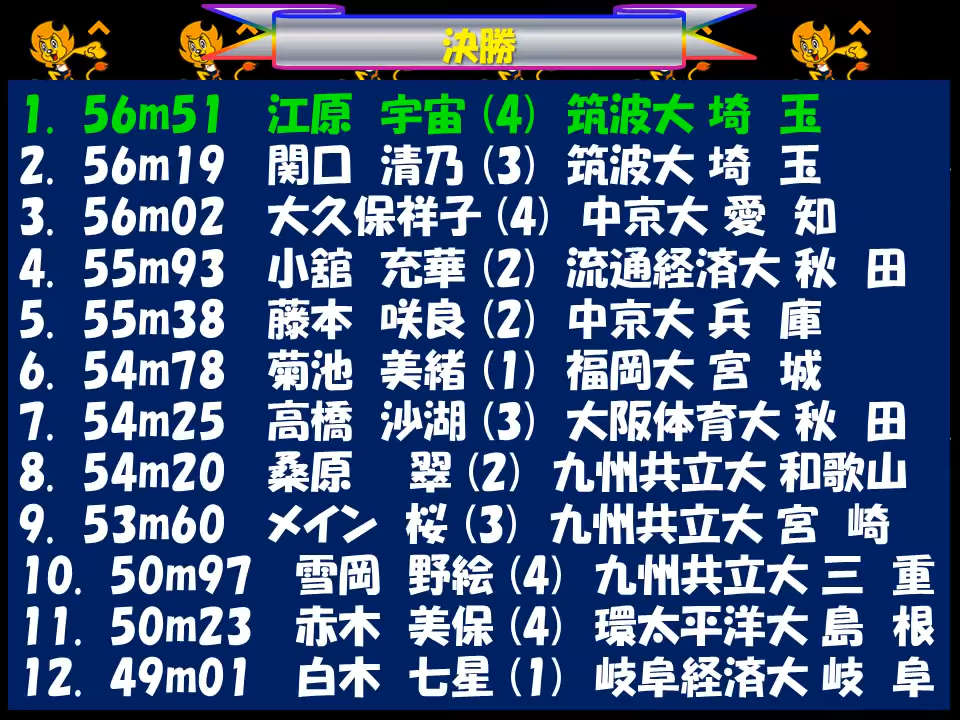 決勝
1. 56m51 江原 宇宙 (4) 筑波大 埼 玉
2. 56m19 関口 清乃 (3) 筑波大 埼 玉
3. 56m02 大久保祥子 (4) 中京大 愛 知
4. 55m93 小舘 充華 (2) 流通経済大 秋 田
5. 55m38 藤本 咲良 (2) 中京大 兵 庫
6. 54m78 菊池 美緒 (1) 福岡大 宮 城
7. 54m25 高橋 沙湖 (3) 大阪体育大 秋 田
8. 54m20 桑原 翠 (2) 九州共立大 和歌山
9. 53m60 メイン 桜 (3) 九州共立大 宮 崎
10. 50m97 雪岡 野絵 (4) 九州共立大 三 重
11. 50m23 赤木 美保 (4) 環太平洋大 島 根
12. 49m01 白木 七星 (1) 岐阜経済大 岐 阜